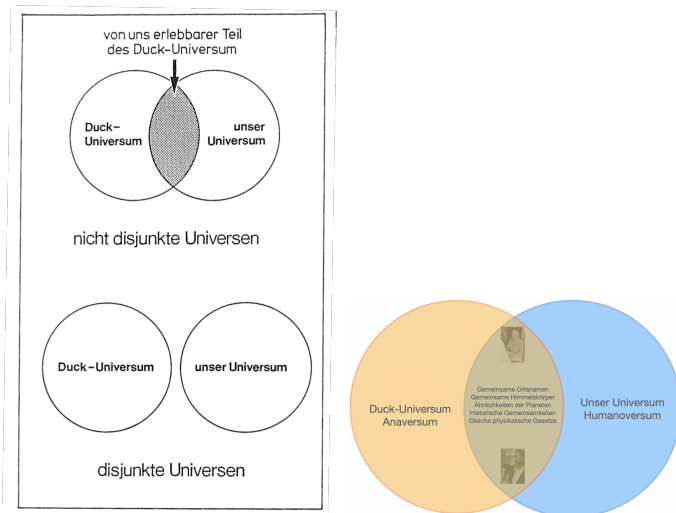 von uns erlebbarer Teil
des Duck-Universum
Duck-
Universum
unser
Universum
nicht disjunkte Universen
Duck-Universum
unser Universum
disjunkte Universen
Duck-Universum
Anaversum
Gemeinsame Ortsnamen
Gemeinsame Himmelskörper
Ähnlichkeiten der Planeten
Historische Gemeinsamkeiten
Gleiche physikalische Gesetze
Unser Universum
Humanoversum